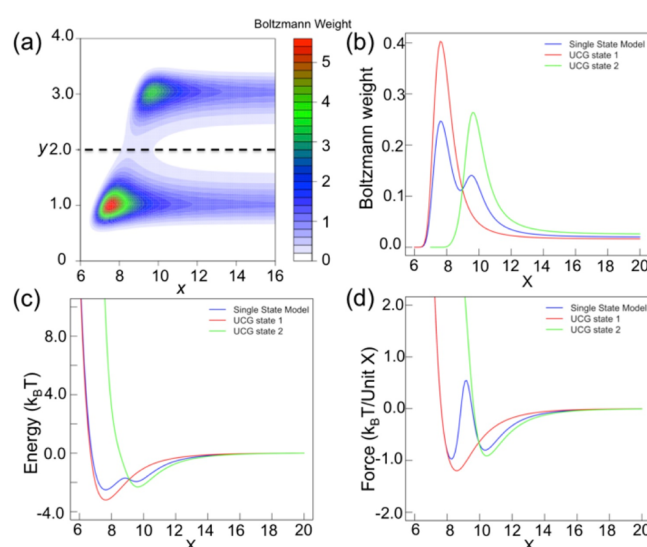 (a)
Boltzmann Weight
4.0
3.0
y2.0
1.0
0
6 8 10 12 14 16
x
5
4
3
2
1
0
(b)
Single State Model
UCG state 1
UCG state 2
Boltzmann weight
0.4
0.3
0.2
0.1
0.0
6 8 10 12 14 16 18 20
X
(c)
Single State Model
UCG state 1
UCG state 2
Energy (kBT)
8.0
4.0
0.0
-4.0
6 8 10 12 14 16 18 20
X
(d)
Single State Model
UCG state 1
UCG state 2
Force (kBT/Unit X)
2.0
1.0
0.0
-1.0
-2.0
6 8 10 12 14 16 18 20
X